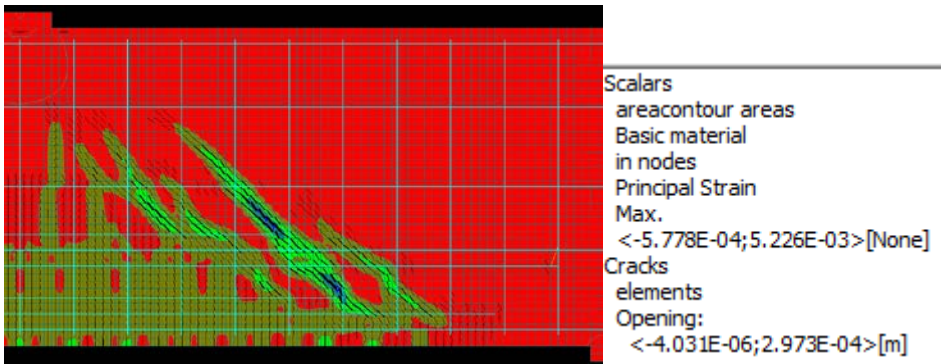 Scalars
areacontour areas
Basic material
in nodes
Principal Strain
Max.
<-5.778E-04;5.226E-03>[None]
Cracks
elements
Opening:
<-4.031E-06;2.973E-04>[m]